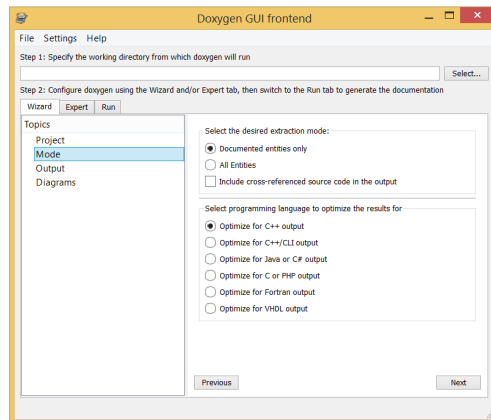 Doxygen GUI frontend
File Settings Help
Step 1: Specify the working directory from which doxygen will run
Select...
Step 2: Configure doxygen using the Wizard and/or Expert tab, then switch to the Run tab to generate the documentation
Wizard Expert Run
Topics
Project
Mode
Output
Diagrams
Select the desired extraction mode:
Documented entities only
All Entities
Include cross-referenced source code in the output
Select programming language to optimize the results for
Optimize for C++ output
Optimize for C++/CLI output
Optimize for Java or C# output
Optimize for C or PHP output
Optimize for Fortran output
Optimize for VHDL output
Previous Next